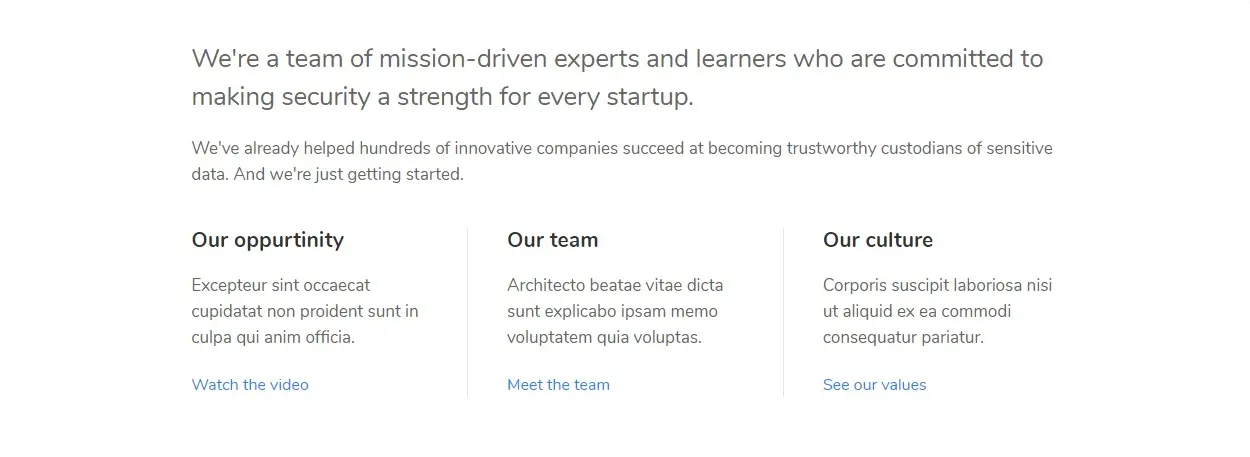 We're a team of mission-driven experts and learners who are committed to
making security a strength for every startup.
We've already helped hundreds of innovative companies succeed at becoming trustworthy custodians of sensitive
data. And we're just getting started.
Our oppurtinity
Excepteur sint occaecat
cupidatat non proident sunt in
culpa qui anim officia.
Watch the video
Our team
Architecto beatae vitae dicta
sunt explicabo ipsam memo
voluptatem quia voluptas.
Meet the team
Our culture
Corporis suscipit laboriosa nisi
ut aliquid ex ea commodi
consequatur pariatur.
See our values